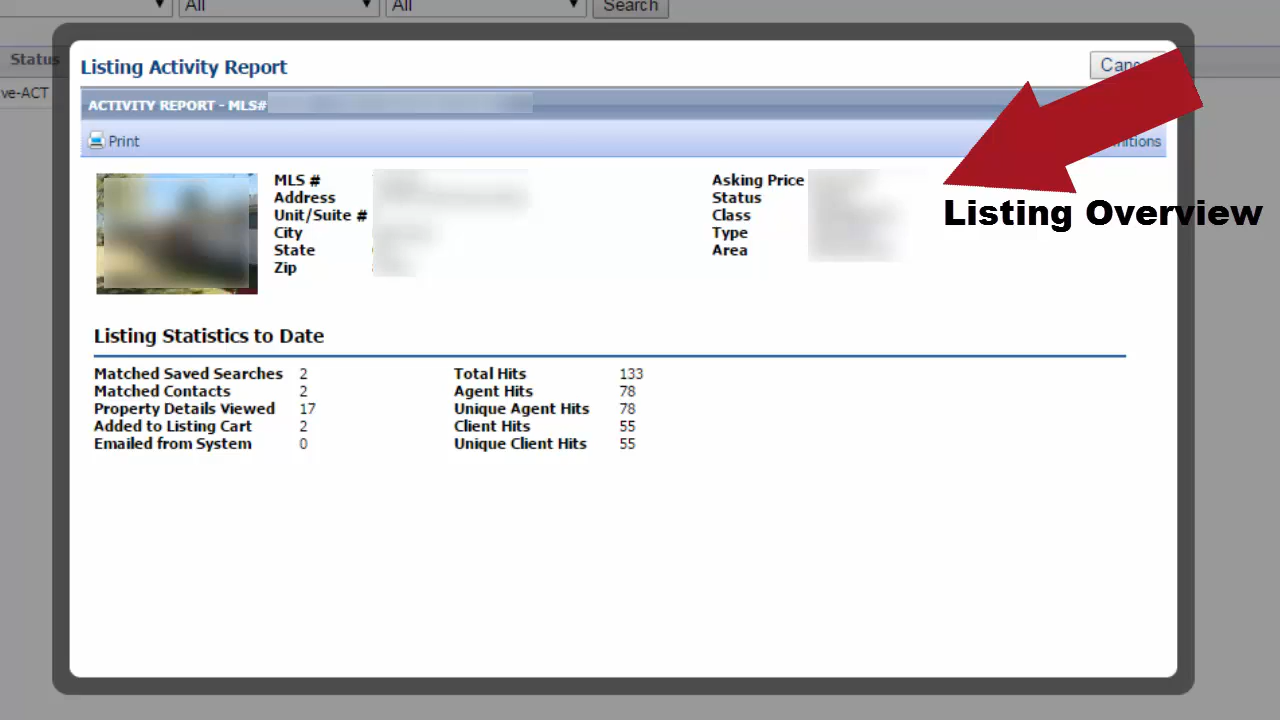 All All Search
Status
ve-ACT
Listing Activity Report
ACTIVITY REPORT - MLS#
Print
MLS #
Address
Unit/Suite #
City
State
Zip
Asking Price
Status
Class
Type
Area
Listing Overview
Listing Statistics to Date
Matched Saved Searches 2 Total Hits 133
Matched Contacts 2 Agent Hits 78
Property Details Viewed 17 Unique Agent Hits 78
Added to Listing Cart 2 Client Hits 55
Emailed from System 0 Unique Client Hits 55